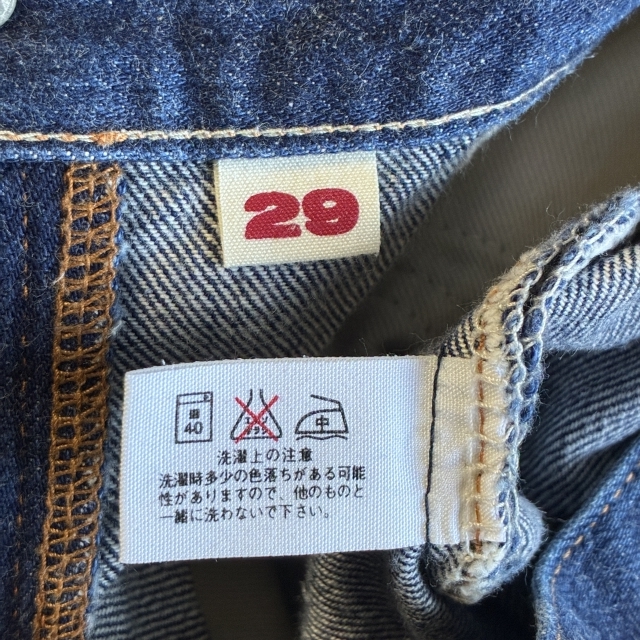 29
40
中
洗濯上の注意
洗濯時多少の色落ちがある可能
性がありますので、他のものと
一緒に洗わないで下さい。